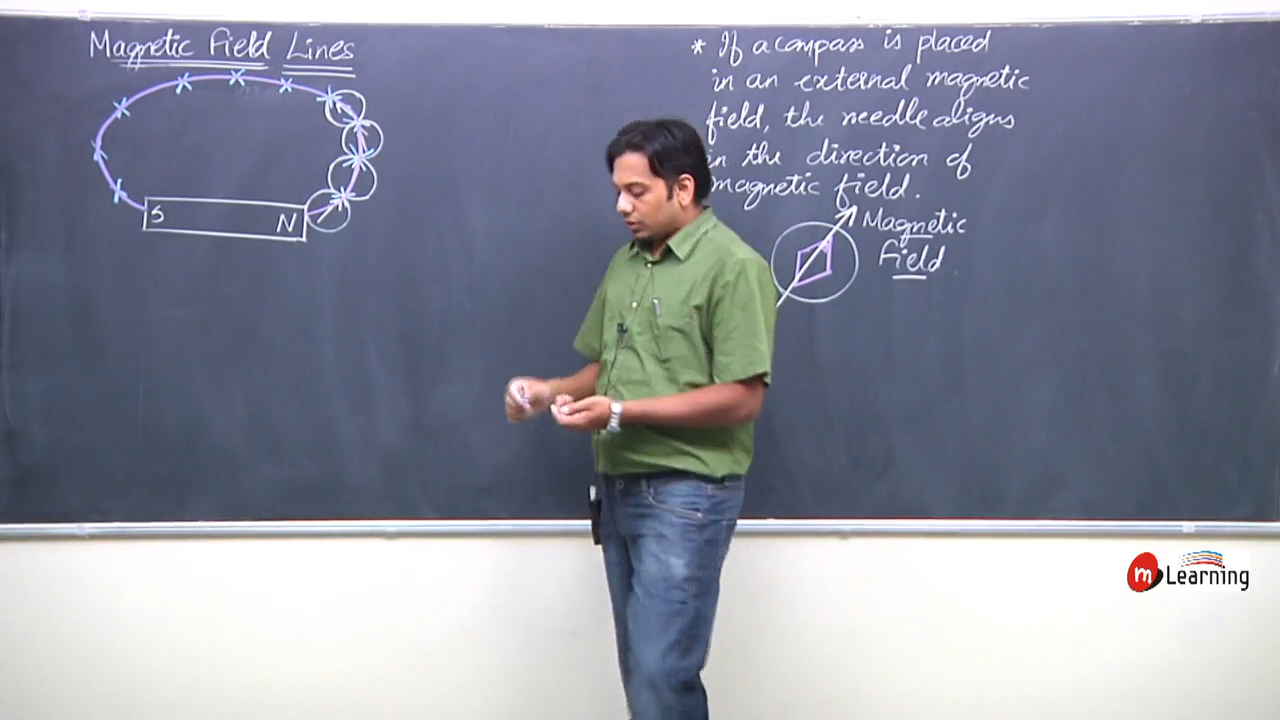 Magnetic Field Lines
S
N
* If a compass is placed
in an external magnetic
field, the needle aligns
in the direction of
magnetic field.
Magnetic
Field
m Learning